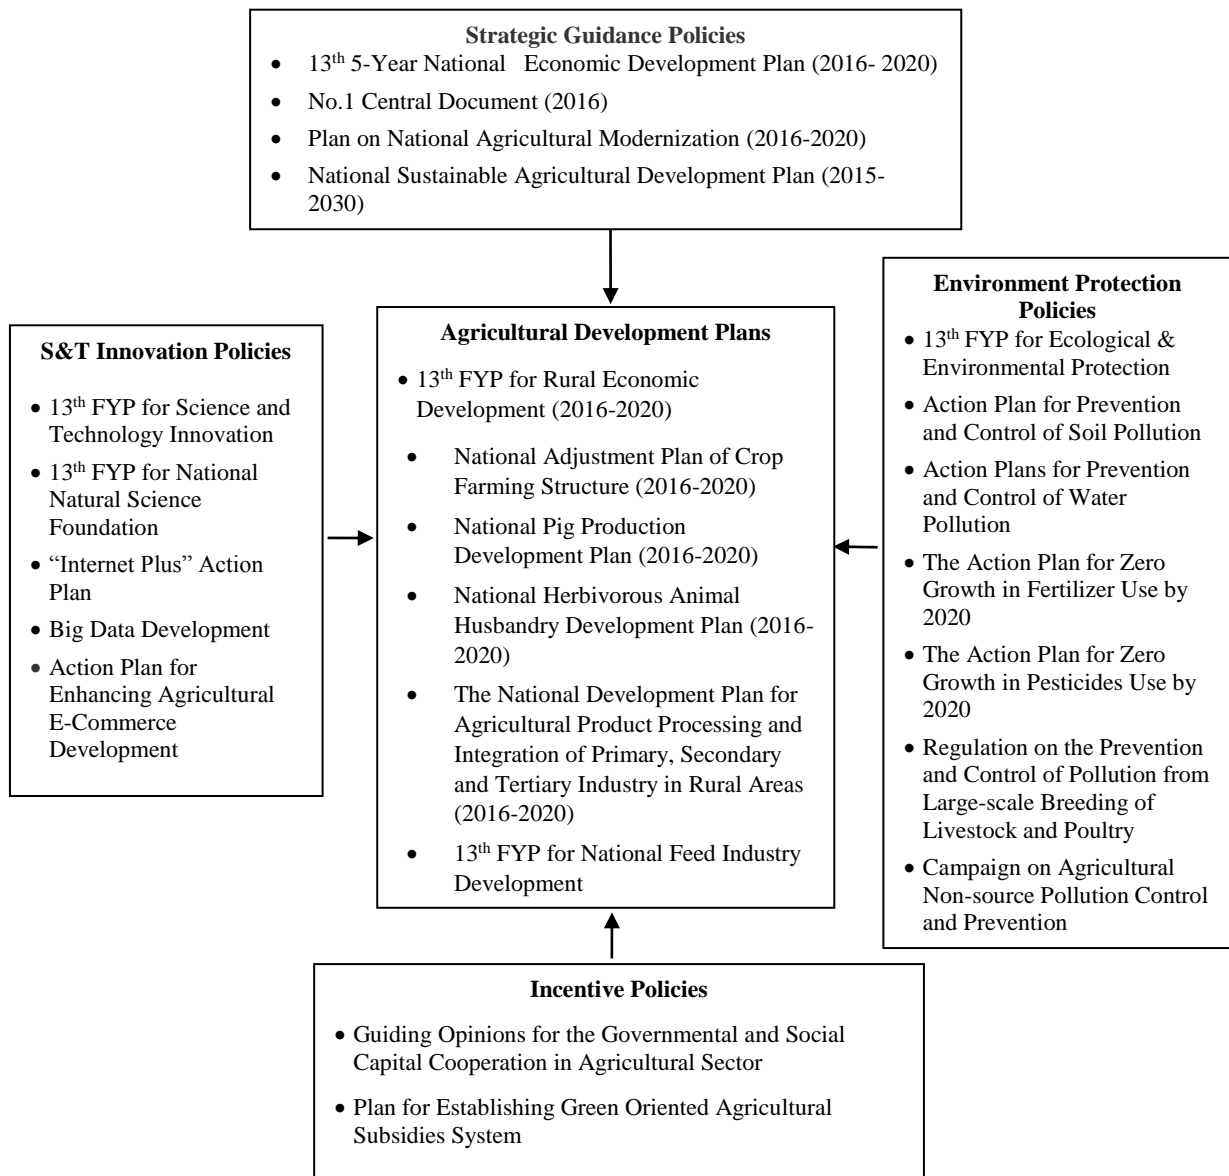 Strategic Guidance Policies
• 13th 5-Year National Economic Development Plan (2016- 2020)
• No.1 Central Document (2016)
• Plan on National Agricultural Modernization (2016-2020)
• National Sustainable Agricultural Development Plan (2015-
2030)
S&T Innovation Policies
• 13th FYP for Science and
Technology Innovation
• 13th FYP for National
Natural Science
Foundation
• “Internet Plus” Action
Plan
• Big Data Development
• Action Plan for
Enhancing Agricultural
E-Commerce
Development
Agricultural Development Plans
• 13th FYP for Rural Economic
Development (2016-2020)
• National Adjustment Plan of Crop
Farming Structure (2016-2020)
• National Pig Production
Development Plan (2016-2020)
• National Herbivorous Animal
Husbandry Development Plan (2016-
2020)
• The National Development Plan for
Agricultural Product Processing and
Integration of Primary, Secondary
and Tertiary Industry in Rural Areas
(2016-2020)
• 13th FYP for National Feed Industry
Development
Environment Protection
Policies
• 13th FYP for Ecological &
Environmental Protection
• Action Plan for Prevention
and Control of Soil Pollution
• Action Plans for Prevention
and Control of Water
Pollution
• The Action Plan for Zero
Growth in Fertilizer Use by
2020
• The Action Plan for Zero
Growth in Pesticides Use by
2020
• Regulation on the Prevention
and Control of Pollution from
Large-scale Breeding of
Livestock and Poultry
• Campaign on Agricultural
Non-source Pollution Control
and Prevention
Incentive Policies
• Guiding Opinions for the Governmental and Social
Capital Cooperation in Agricultural Sector
• Plan for Establishing Green Oriented Agricultural
Subsidies System